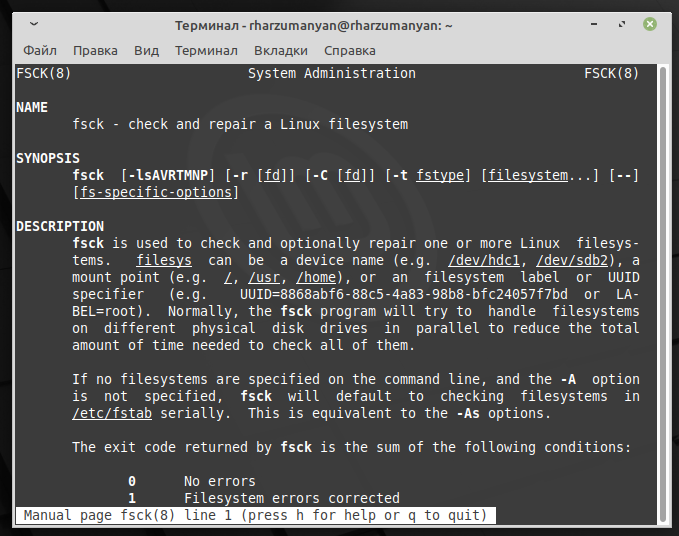 Терминал - rharzumanyan@rharzumanyan: ~
Файл Правка Вид Терминал Вкладки Справка
FSCK(8) System Administration FSCK(8)
NAME
fsck - check and repair a Linux filesystem
SYNOPSIS
fsck [-lsAVRTMNP] [-r [fd]] [-C [fd]] [-t fstype] [filesystem...] [--]
[fs-specific-options]
DESCRIPTION
fsck is used to check and optionally repair one or more Linux filesys-
tems. filesys can be a device name (e.g. /dev/hdc1, /dev/sdb2), a
mount point (e.g. /, /usr, /home), or an filesystem label or UUID
specifier (e.g. UUID=8868abf6-88c5-4a83-98b8-bfc24057f7bd or LA-
BEL=root). Normally, the fsck program will try to handle filesystems
on different physical disk drives in parallel to reduce the total
amount of time needed to check all of them.
If no filesystems are specified on the command line, and the -A option
is not specified, fsck will default to checking filesystems in
/etc/fstab serially. This is equivalent to the -As options.
The exit code returned by fsck is the sum of the following conditions:
0 No errors
1 Filesystem errors corrected
Manual page fsck(8) line 1 (press h for help or q to quit)